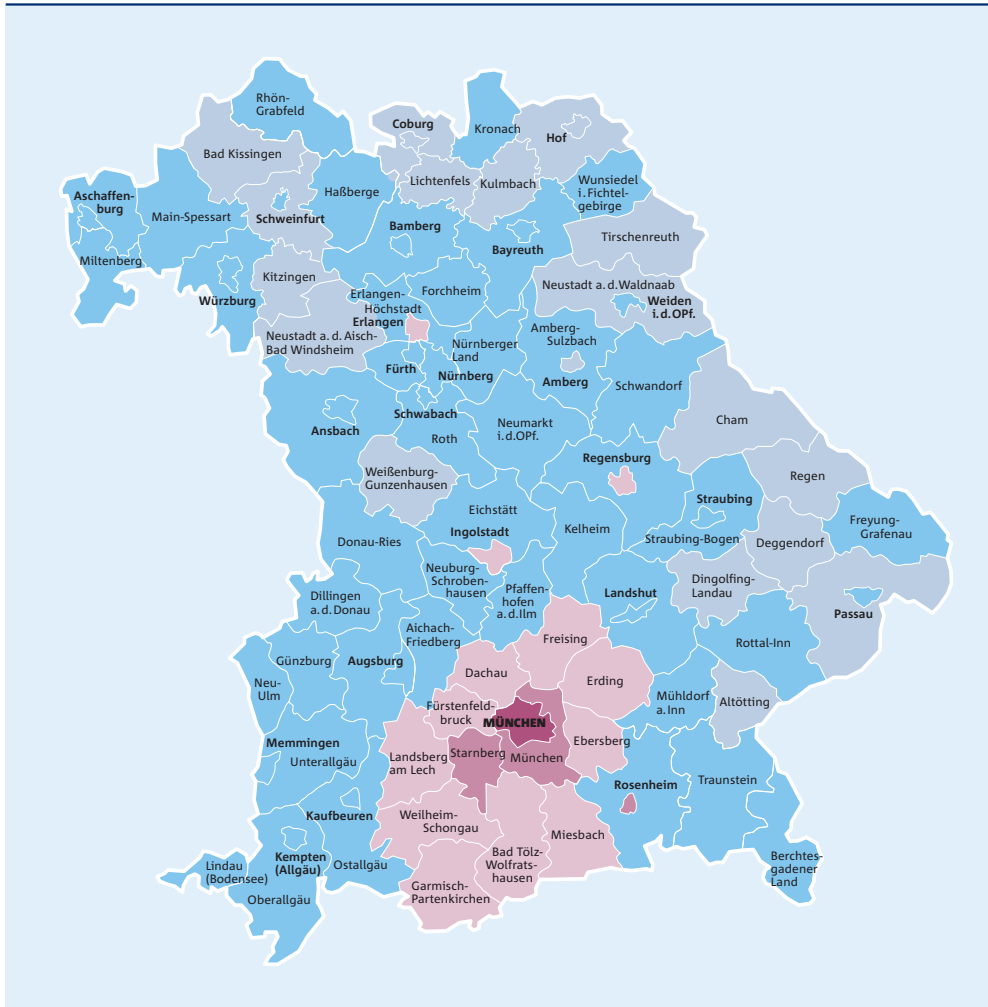 Rhön-
Grabfeld
Coburg
Kronach
Hof
Bad Kissingen
Lichtenfels
Kulmbach
Wunsiedel
i. Fichtel-
gebirge
Aschaffen-
burg
Main-Spessart
Schweinfurt
Haßberge
Bamberg
Bayreuth
Tirschenreuth
Miltenberg
Würzburg
Kitzingen
Erlangen-
Höchstadt
Erlangen
Forchheim
Neustadt a. d. Waldnaab
Weiden
i. d. OPf.
Neustadt a. d. Aisch-
Bad Windsheim
Fürth
Nürnberger
Land
Nürnberg
Amberg-
Sulzbach
Amberg
Schwandorf
Ansbach
Schwabach
Roth
Neumarkt
i. d. OPf.
Cham
Weißenburg-
Gunzenhausen
Regensburg
Regen
Straubing
Eichstätt
Ingolstadt
Kelheim
Straubing-Bogen
Deggendorf
Freyung-
Grafenau
Donau-Ries
Neuburg-
Schroben-
hausen
Pfaffen-
hofen
a. d. Ilm
Landshut
Dingolfing-
Landau
Passau
Dillingen
a. d. Donau
Aichach-
Friedberg
Freising
Rottal-Inn
Günzburg
Augsburg
Dachau
Erding
Neu-
Ulm
Fürstenfeld-
bruck
MÜNCHEN
Mühldorf
a. Inn
Altötting
Memmingen
Unterallgäu
Landsberg
am Lech
Starnberg
München
Ebersberg
Rosenheim
Traunstein
Kaufbeuren
Weilheim-
Schongau
Miesbach
Kempten
(Allgäu)
Ostallgäu
Bad Tölz-
Wolfrats-
hausen
Berchtes-
gadener
Land
Lindau
(Bodensee)
Oberallgäu
Garmisch-
Partenkirchen